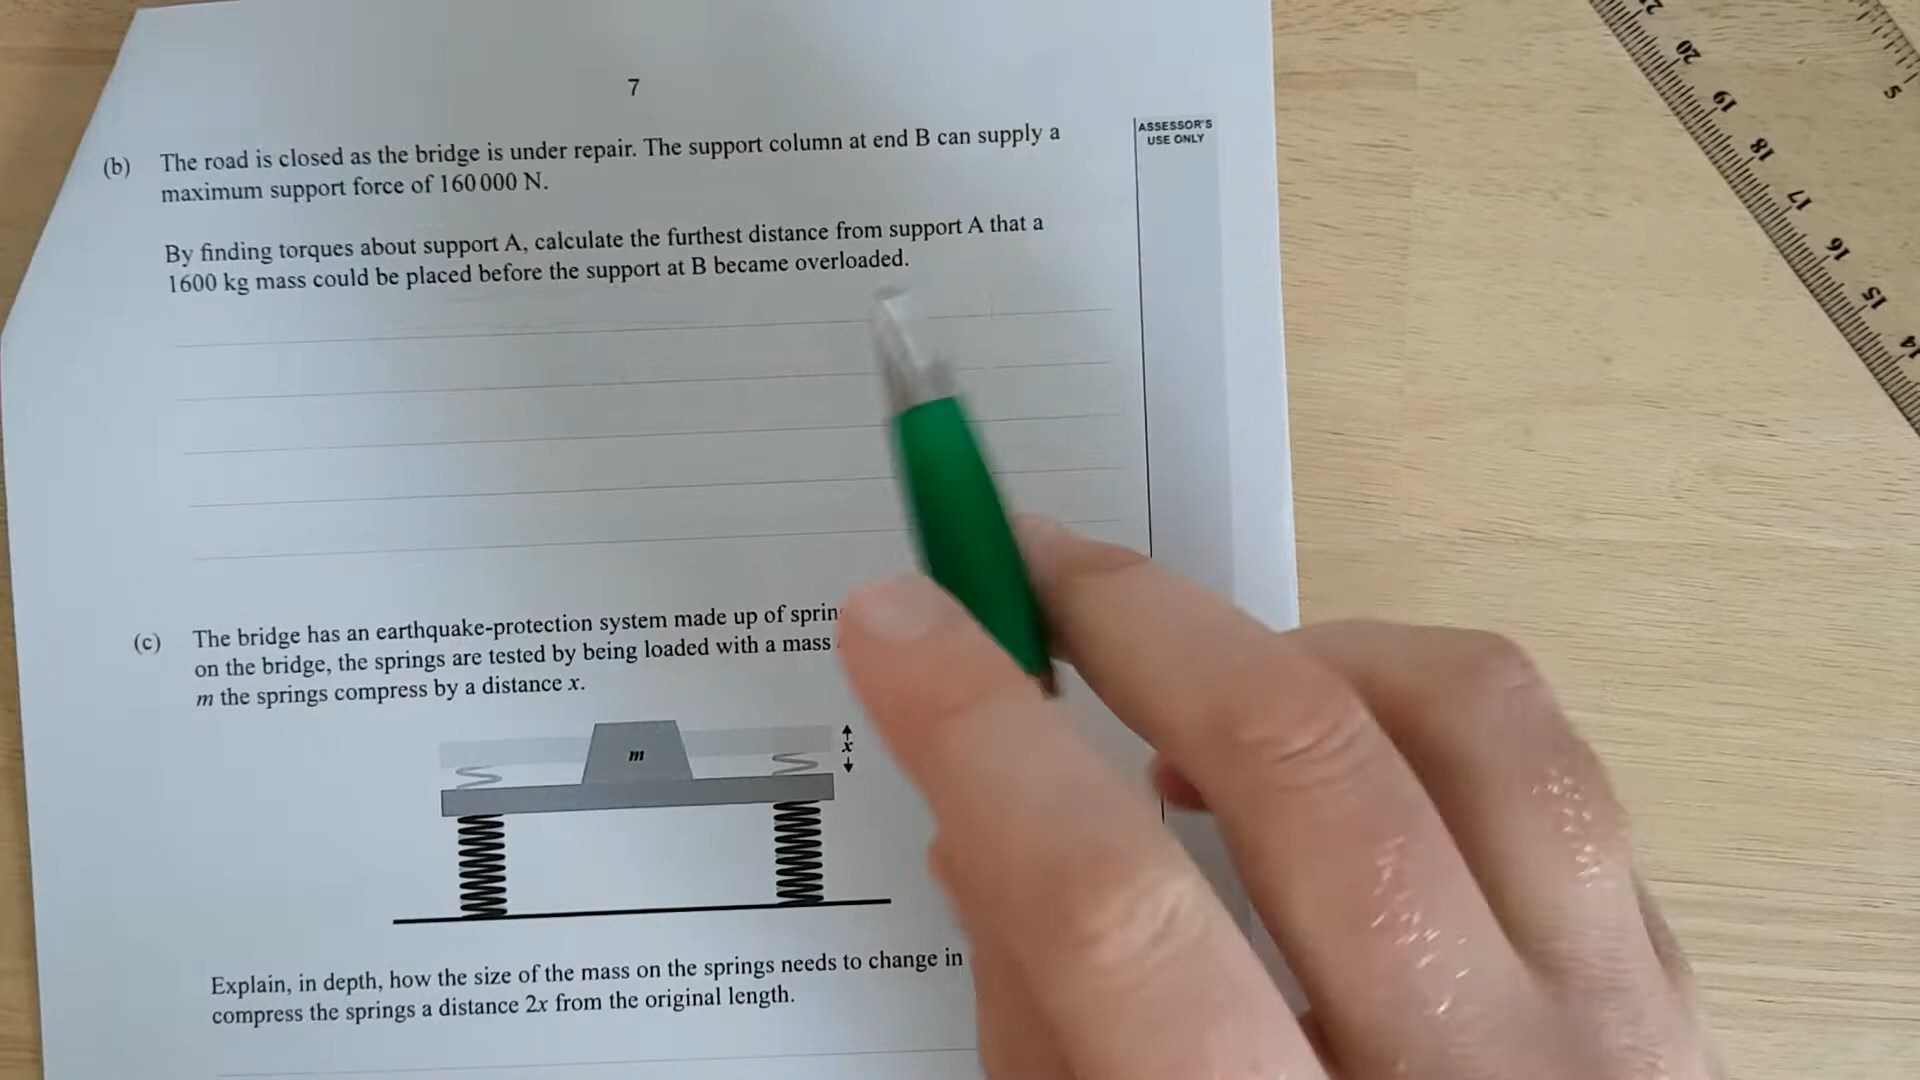 7
ASSESSOR'S
USE ONLY
(b) The road is closed as the bridge is under repair. The support column at end B can supply a
maximum support force of 160 000 N.
By finding torques about support A, calculate the furthest distance from support A that a
1600 kg mass could be placed before the support at B became overloaded.
(c) The bridge has an earthquake-protection system made up of
on the bridge, the springs are tested by being loaded with a mass
m the springs compress by a distance x.
m
x
Explain, in depth, how the size of the mass on the springs needs to change in
compress the springs a distance 2x from the original length.
20
19
18
17
16
15
14
5